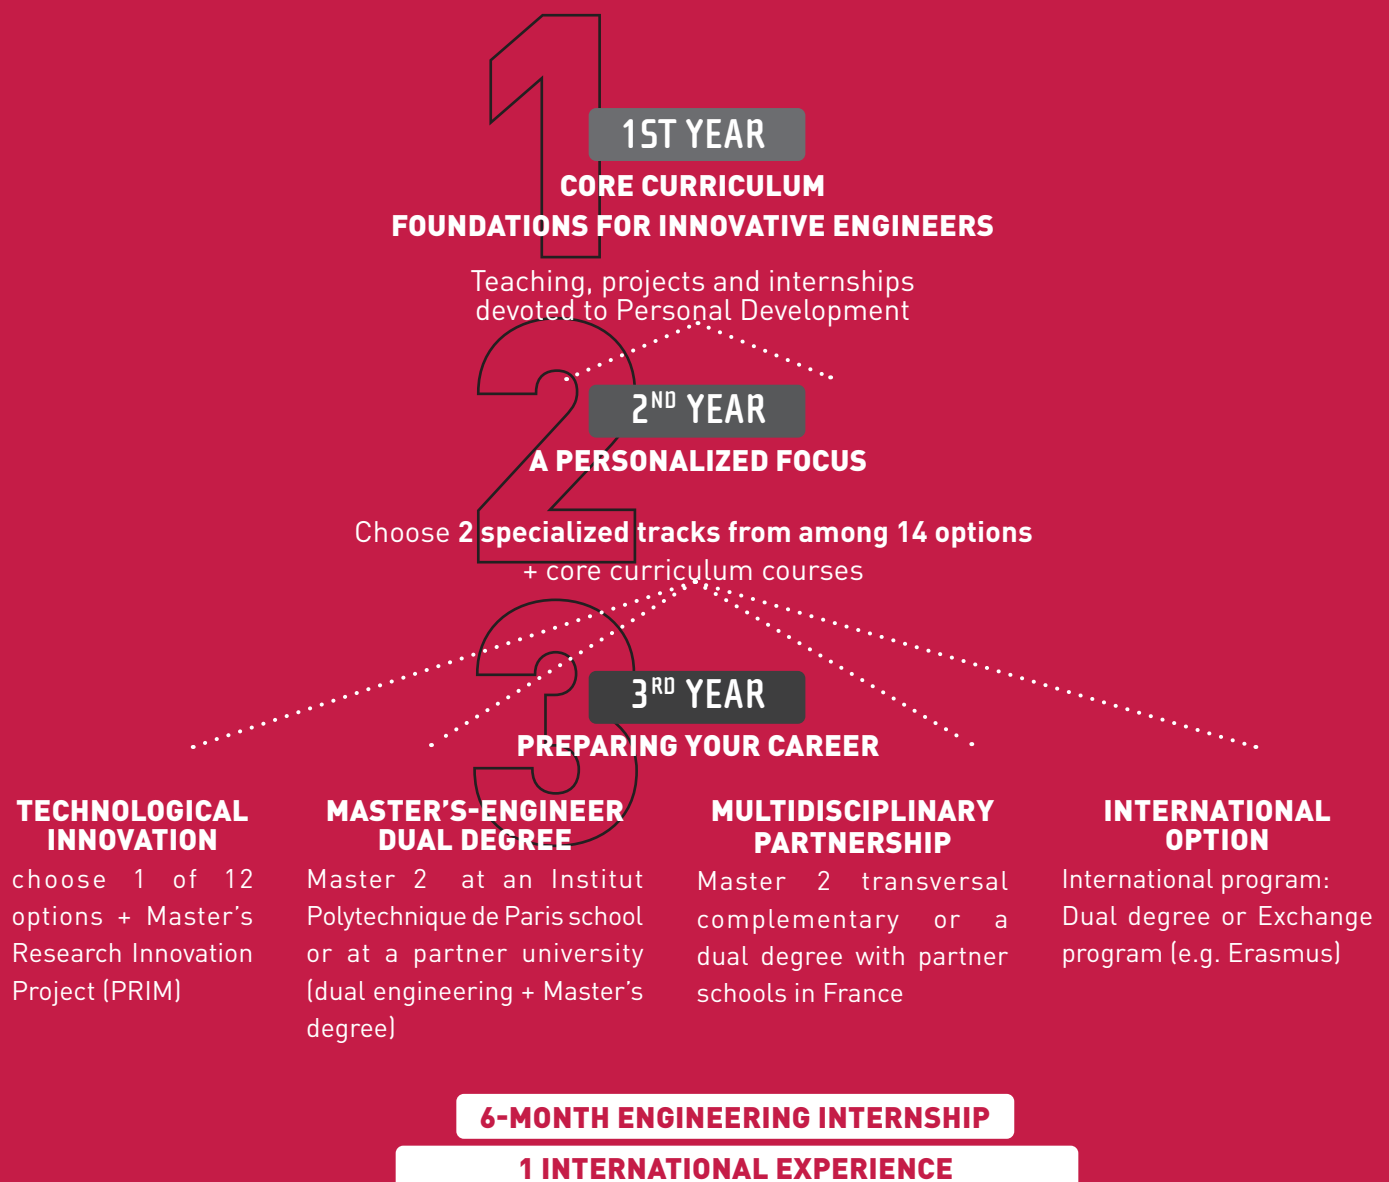 1
1ST YEAR
CORE CURRICULUM
FOUNDATIONS FOR INNOVATIVE ENGINEERS
Teaching, projects and internships
devoted to Personal Development
2
2ND YEAR
A PERSONALIZED FOCUS
Choose 2 specialized tracks from among 14 options
+ core curriculum courses
3
3RD YEAR
PREPARING YOUR CAREER
TECHNOLOGICAL
INNOVATION
choose 1 of 12
options + Master's
Research Innovation
Project (PRIM)
MASTER'S-ENGINEER
DUAL DEGREE
Master 2 at an Institut
Polytechnique de Paris school
or at a partner university
(dual engineering + Master's
degree)
MULTIDISCIPLINARY
PARTNERSHIP
Master 2 transversal
complementary or a
dual degree with partner
schools in France
INTERNATIONAL
OPTION
International program:
Dual degree or Exchange
program (e.g. Erasmus)
6-MONTH ENGINEERING INTERNSHIP
1 INTERNATIONAL EXPERIENCE